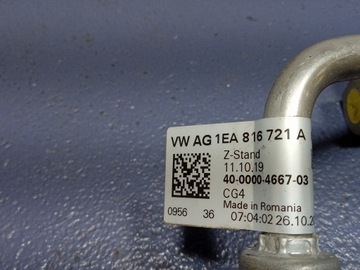 VW AG 1EA 816 721 A
Z-Stand
11.10.19
40-0000-4667-03
CG4
Made in Romania
0956 36 07:04:02 26.10.2